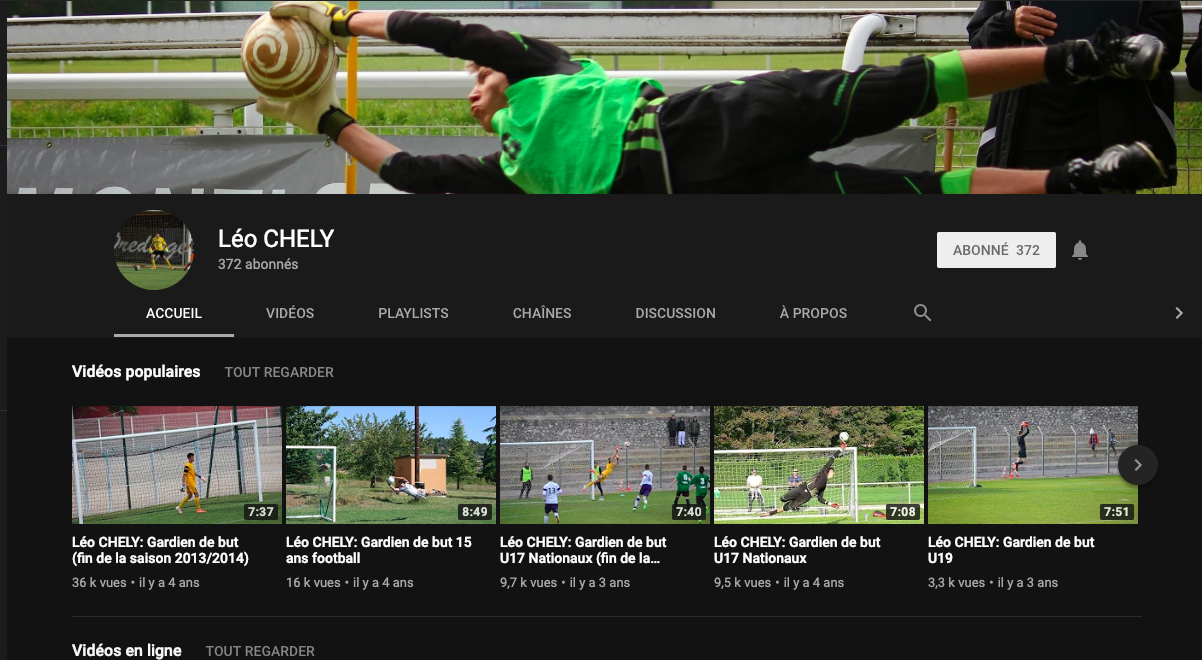 Léo CHELY
372 abonnés
ABONNÉ 372
ACCUEIL VIDÉOS PLAYLISTS CHAÎNES DISCUSSION À PROPOS
Vidéos populaires TOUT REGARDER
7:37
8:49
7:40
7:08
7:51
Léo CHELY: Gardien de but
(fin de la saison 2013/2014)
36 k vues • il y a 4 ans
Léo CHELY: Gardien de but 15
ans football
16 k vues • il y a 4 ans
Léo CHELY: Gardien de but
U17 Nationaux (fin de la...
9,7 k vues • il y a 3 ans
Léo CHELY: Gardien de but
U17 Nationaux
9,5 k vues • il y a 4 ans
Léo CHELY: Gardien de but
U19
3,3 k vues • il y a 3 ans
Vidéos en ligne TOUT REGARDER